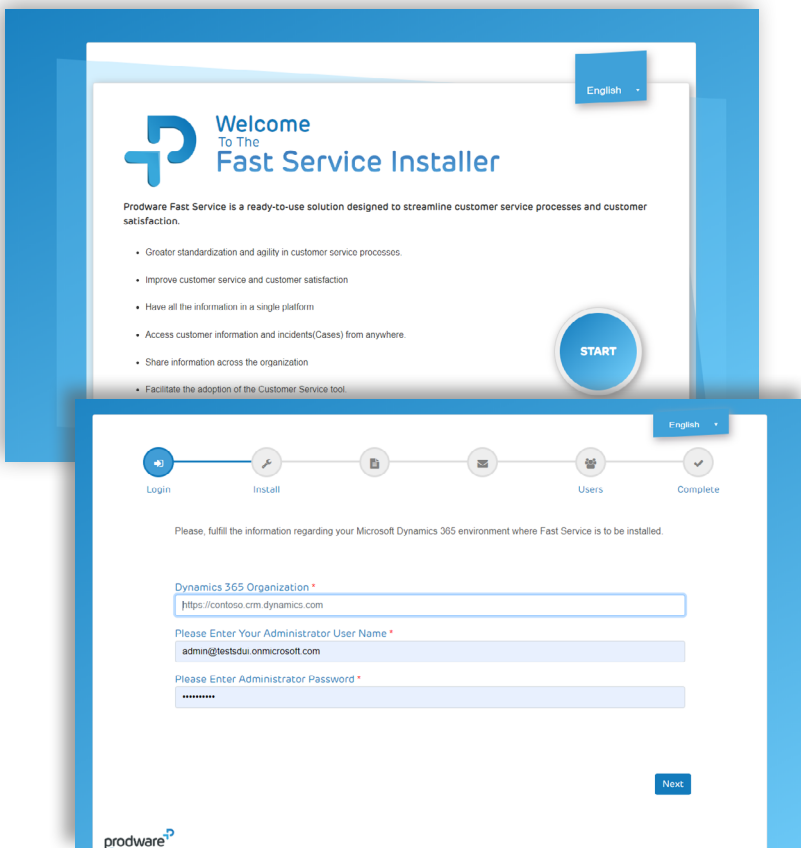 English
Welcome
To The
Fast Service Installer
Prodware Fast Service is a ready-to-use solution designed to streamline customer service processes and customer
satisfaction.
• Greater standardization and agility in customer service processes.
• Improve customer service and customer satisfaction
• Have all the information in a single platform
• Access customer information and incidents(Cases) from anywhere.
• Share information across the organization
• Facilitate the adoption of the Customer Service tool.
START
English
Login
Install
Users
Complete
Please, fulfill the information regarding your Microsoft Dynamics 365 environment where Fast Service is to be installed.
Dynamics 365 Organization *
https://contoso.crm.dynamics.com
Please Enter Your Administrator User Name *
admin@testsdui.onmicrosoft.com
Please Enter Administrator Password *
••••••••••
Next
prodware